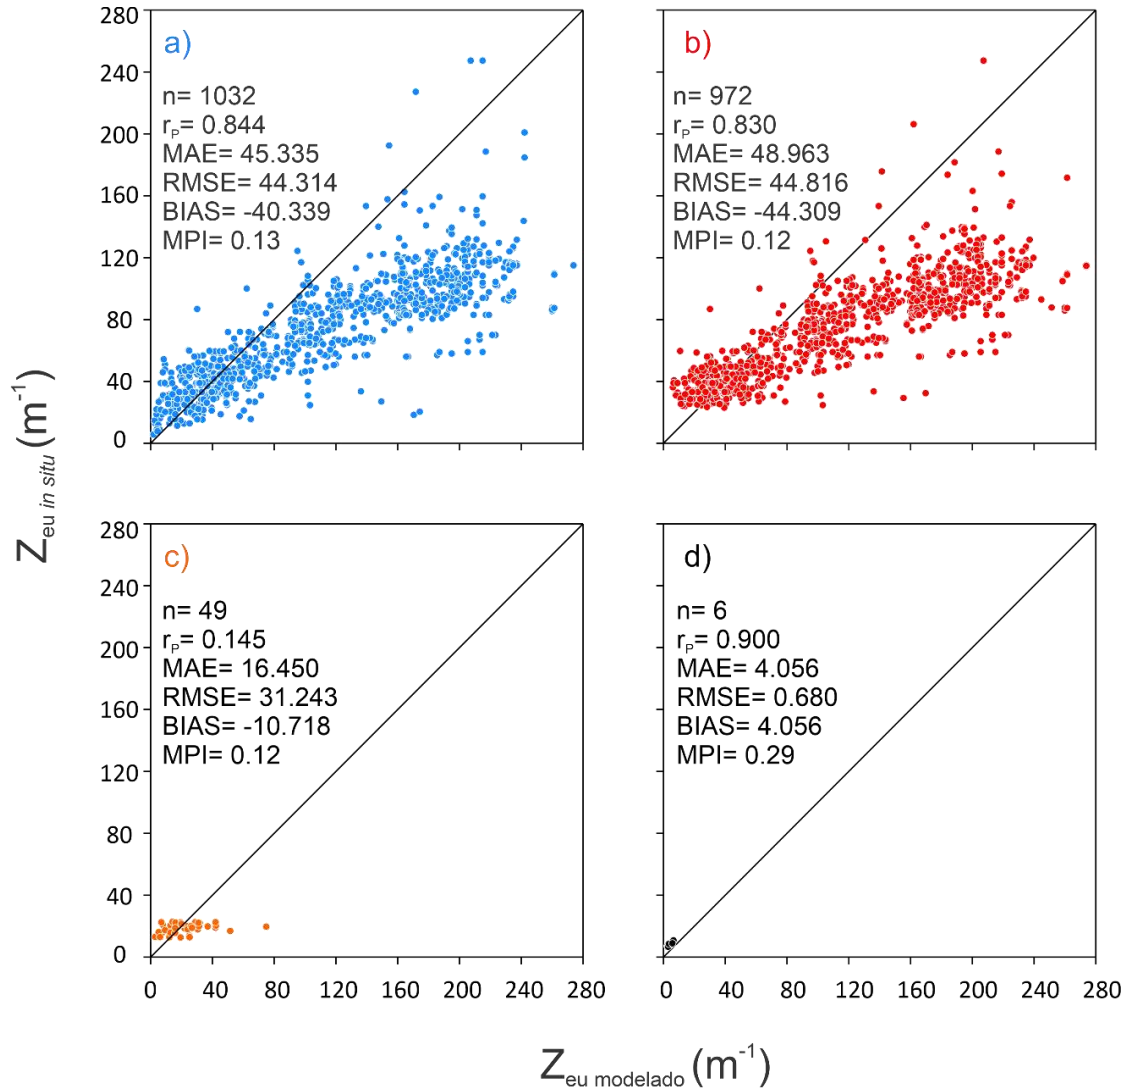 280
240
200
160
120
80
40
0
a)
n= 1032
rP= 0.844
MAE= 45.335
RMSE= 44.314
BIAS= -40.339
MPI= 0.13
b)
n= 972
rP= 0.830
MAE= 48.963
RMSE= 44.816
BIAS= -44.309
MPI= 0.12
Zeu in situ (m-1)
280
240
200
160
120
80
40
0
c)
n= 49
rP= 0.145
MAE= 16.450
RMSE= 31.243
BIAS= -10.718
MPI= 0.12
d)
n= 6
rP= 0.900
MAE= 4.056
RMSE= 0.680
BIAS= 4.056
MPI= 0.29
0 40 80 120 160 200 240 280
0 40 80 120 160 200 240 280
Zeu modelado (m-1)